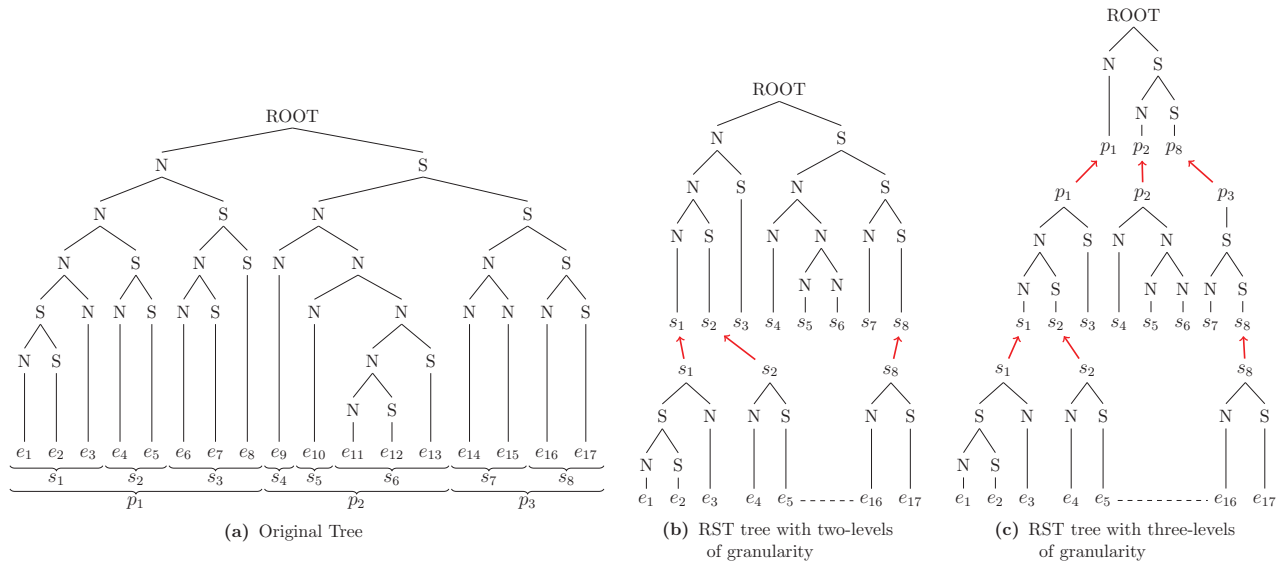 ROOT
N S
N S N S
N S N S N N N S
S N N S N S N N N N N S
N S N S
N S
e1 e2 e3 e4 e5 e6 e7 e8 e9 e10 e11 e12 e13 e14 e15 e16 e17
s1 s2 s3 s4 s5 s6 s7 s8
p1 p2 p3
(a) Original Tree
ROOT
N S
N S N S
N S N N N S
N N
s1 s2 s3 s4 s5 s6 s7 s8
s1 s2 s8
S N N S N S
N S
e1 e2 e3 e4 e5 e16 e17
(b) RST tree with two-levels
of granularity
ROOT
N S
N S
p1 p2 p8
p1 p2 p3
N S N N S
N S N N N S
s1 s2 s3 s4 s5 s6 s7 s8
s1 s2 s8
S N N S N S
N S
e1 e2 e3 e4 e5 e16 e17
(c) RST tree with three-levels
of granularity